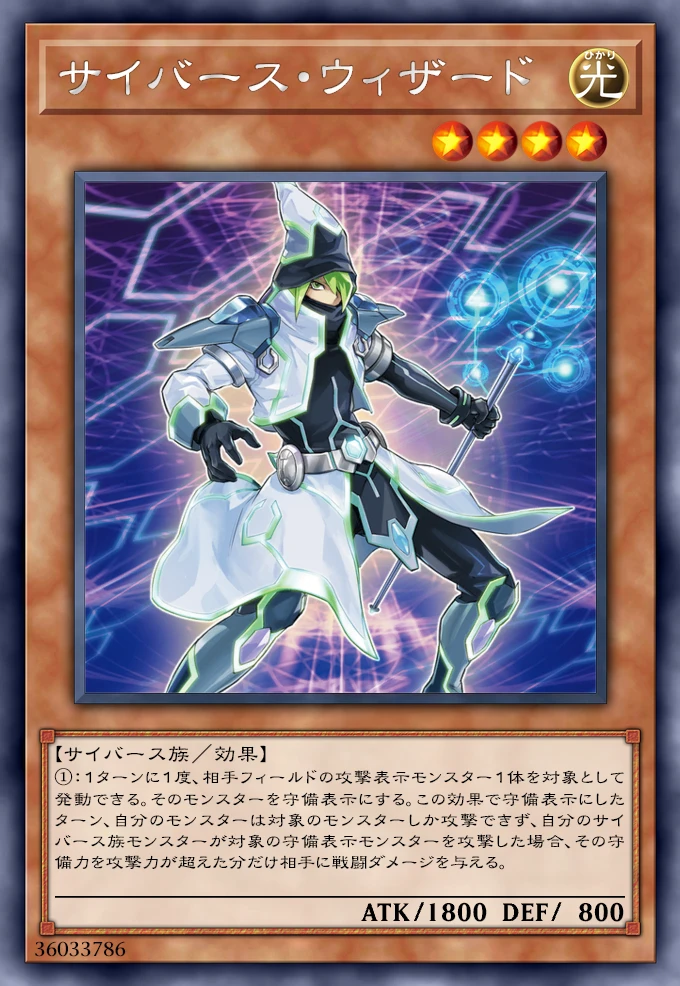 サイバース・ウィザード
ひかり
光
【サイバース族／効果】
①：１ターンに１度、相手フィールドの攻撃表示モンスター１体を対象として
発動できる。そのモンスターを守備表示にする。この効果で守備表示にした
ターン、自分のモンスターは対象のモンスターしか攻撃できず、自分のサイ
バース族モンスターが対象の守備表示モンスターを攻撃した場合、その守
備力を攻撃力が超えた分だけ相手に戦闘ダメージを与える。
ATK/1800 DEF/ 800
36033786